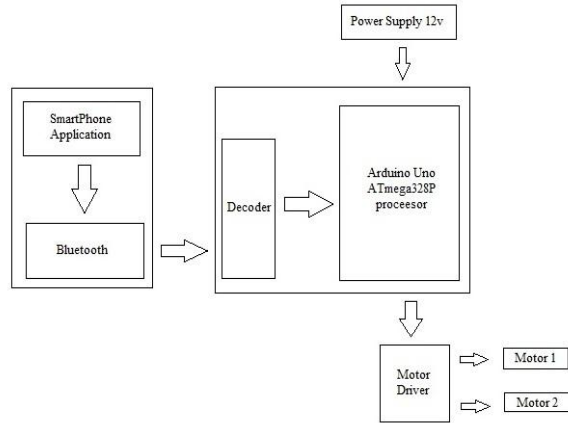 Power Supply 12v
SmartPhone
Application
Bluetooth
Decoder
Arduino Uno
ATmega328P
proceesor
Motor
Driver
Motor 1
Motor 2